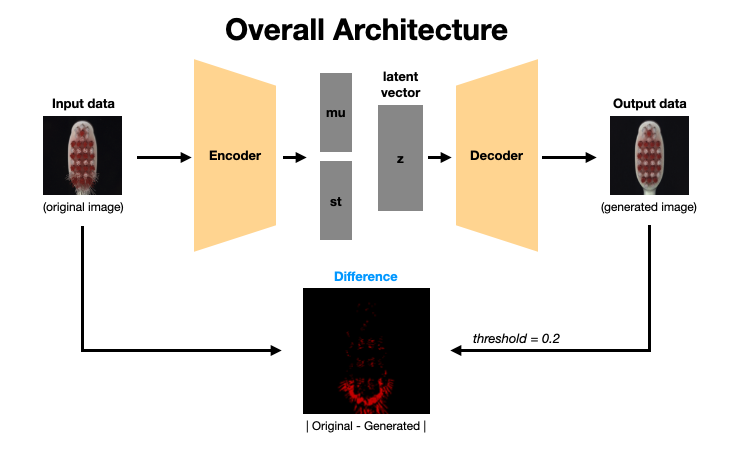 Overall Architecture
Input data
(original image)
Encoder
mu
st
latent
vector
z
Decoder
Output data
(generated image)
Difference
threshold = 0.2
| Original - Generated |